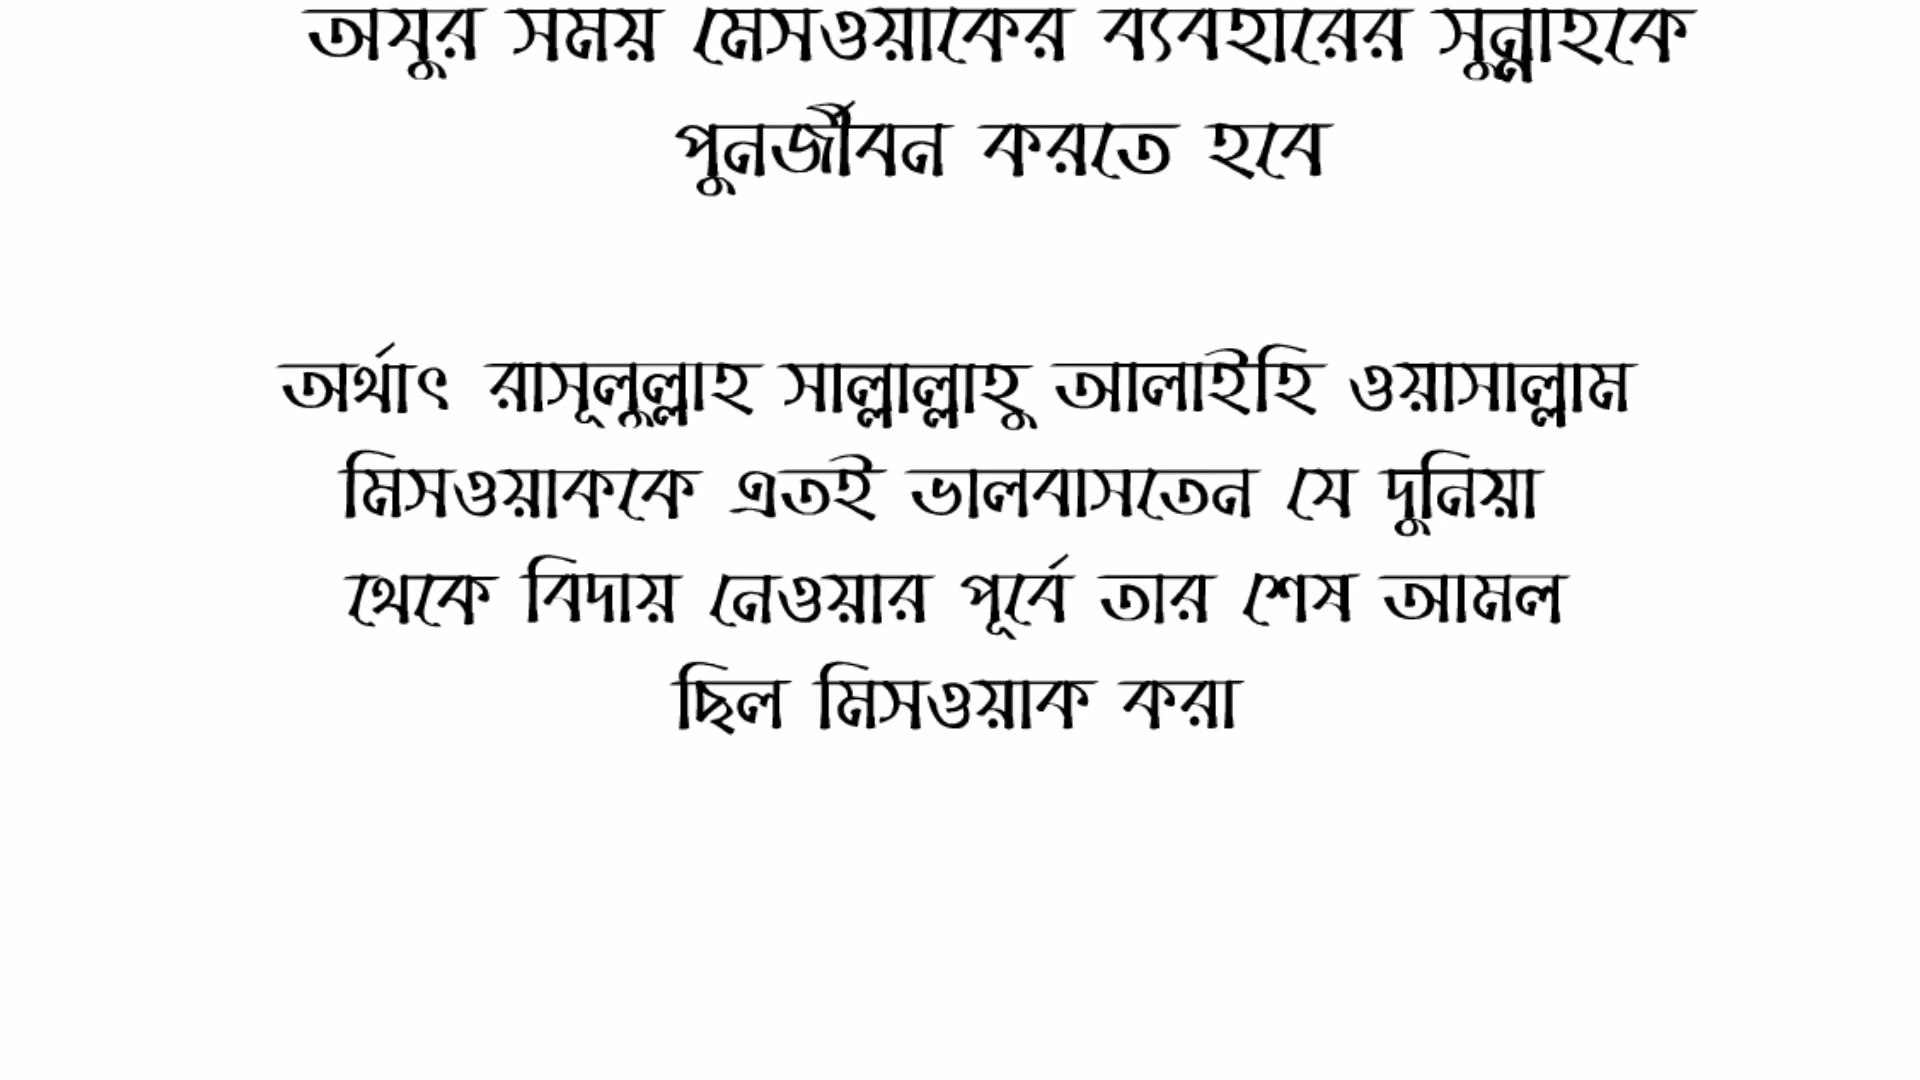 অযুর সময় মেসওয়াকের ব্যবহারের সুন্নাহকে
পুনর্জীবন করতে হবে
অর্থাৎ রাসূলুল্লাহ সাল্লাল্লাহু আলাইহি ওয়াসাল্লাম
মিসওয়াককে এতই ভালবাসতেন যে দুনিয়া
থেকে বিদায় নেওয়ার পূর্বে তার শেষ আমল
ছিল মিসওয়াক করা